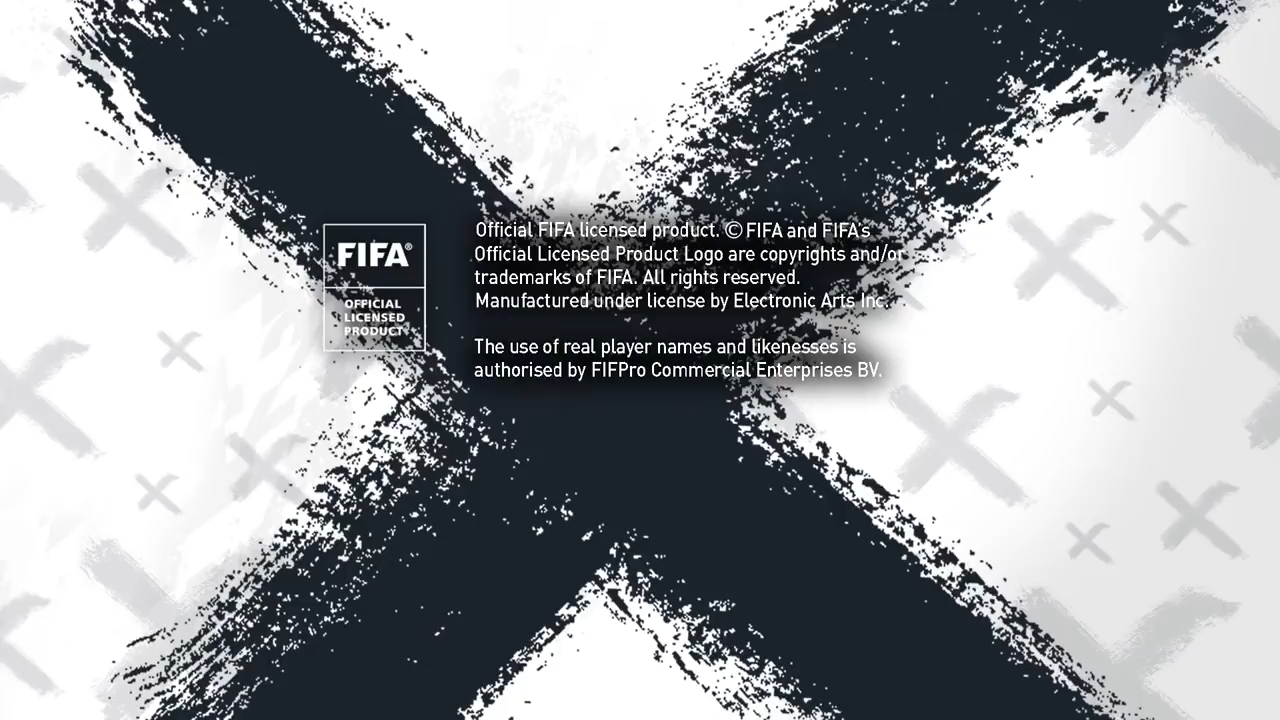 FIFA®
OFFICIAL
LICENSED
PRODUCT
Official FIFA licensed product. © FIFA and FIFA's
Official Licensed Product Logo are copyrights and/or
trademarks of FIFA. All rights reserved.
Manufactured under license by Electronic Arts Inc.
The use of real player names and likenesses is
authorised by FIFPro Commercial Enterprises BV.